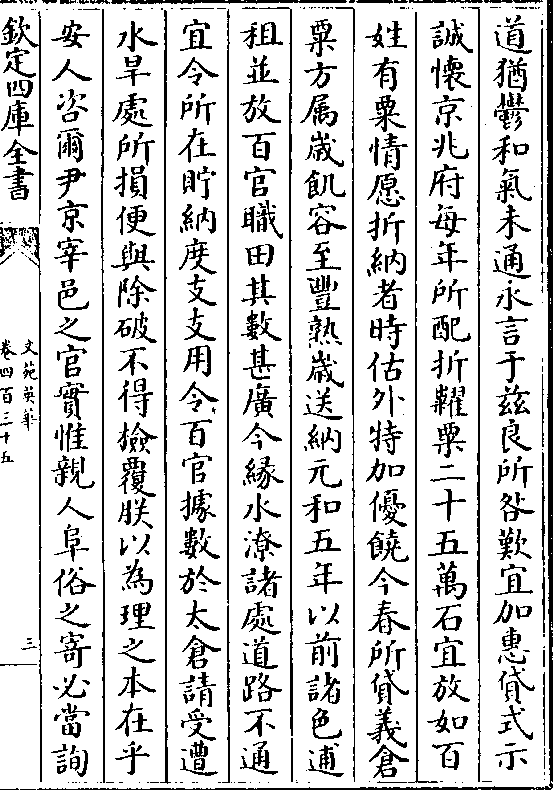 道猶鬱和氣未通永言于兹良所咎歎宜加惠貸式示
誠懷京兆府每年所配折糴粟二十五萬石宜放如百
姓有粟情愿折納者時估外特加優饒今春所貸義倉
粟方属嵗飢容至豐熟嵗送納元和五年以前諸色逋
租並放百官職田其數甚廣今縁水潦諸處道路不通
宜令所在貯納度支支用令百官據數於太倉請受遭
水旱處所損便與除破不得檢覆朕以為理之本在乎
安人咨爾尹京宰邑之官實惟親人阜俗之寄必當詢
欽定四庫全書
文苑英華
卷四百三十五
三